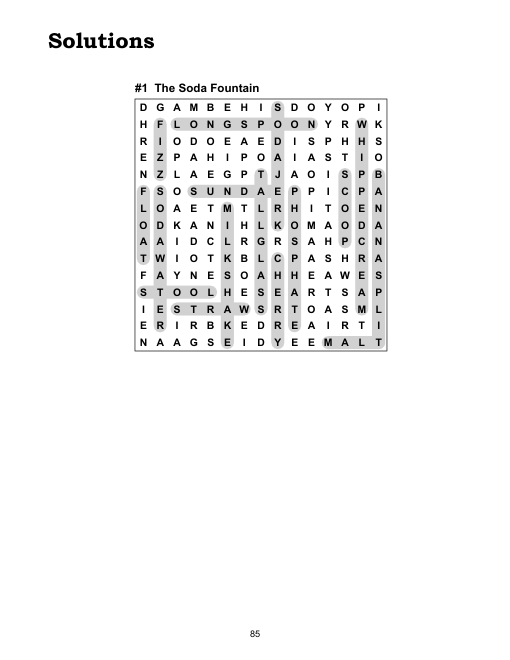 Solutions
#1 The Soda Fountain
D G A M B E H I S D O Y O P I
H F L O N G S P O O N Y R W K
R I O D O E A E D I S P H H S
E Z P A H I P O A I A S T I O
N Z L A E G P T J A O I S P B
F S O S U N D A E P P I C P A
L O A E T M T L R H I T O E N
O D K A N I H L K O M A O D A
A A I D C L R G R S A H P C N
T W I O T K B L C P A S H R A
F A Y N E S O A H H E A W E S
S T O O L H E S E A R T S A P
I E S T R A W S R T O A S M L
E R I R B K E D R E A I R T I
N A A G S E I D Y E E M A L T
85